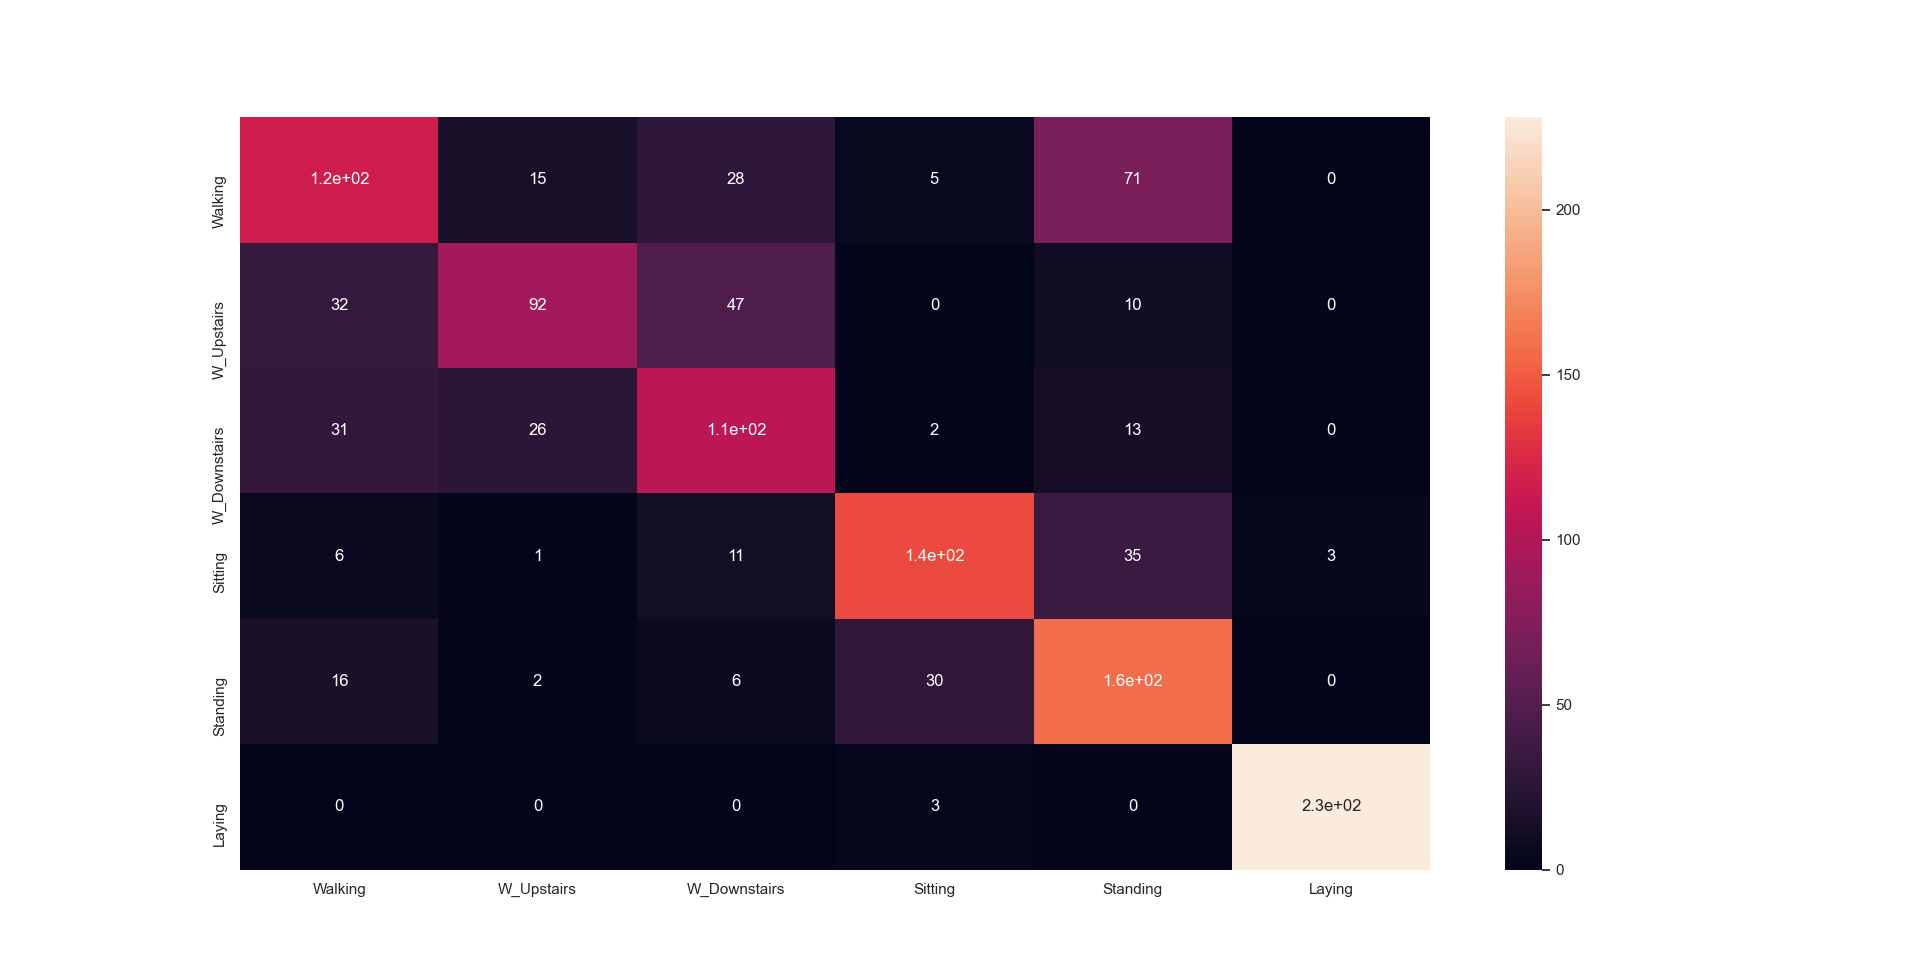 Walking 1.2e+02 15 28 5 71 0
W_Upstairs 32 92 47 0 10 0
W_Downstairs 31 26 1.1e+02 2 13 0
Sitting 6 1 11 1.4e+02 35 3
Standing 16 2 6 30 1.6e+02 0
Laying 0 0 0 3 0 2.3e+02
Walking W_Upstairs W_Downstairs Sitting Standing Laying
200
150
100
50
0